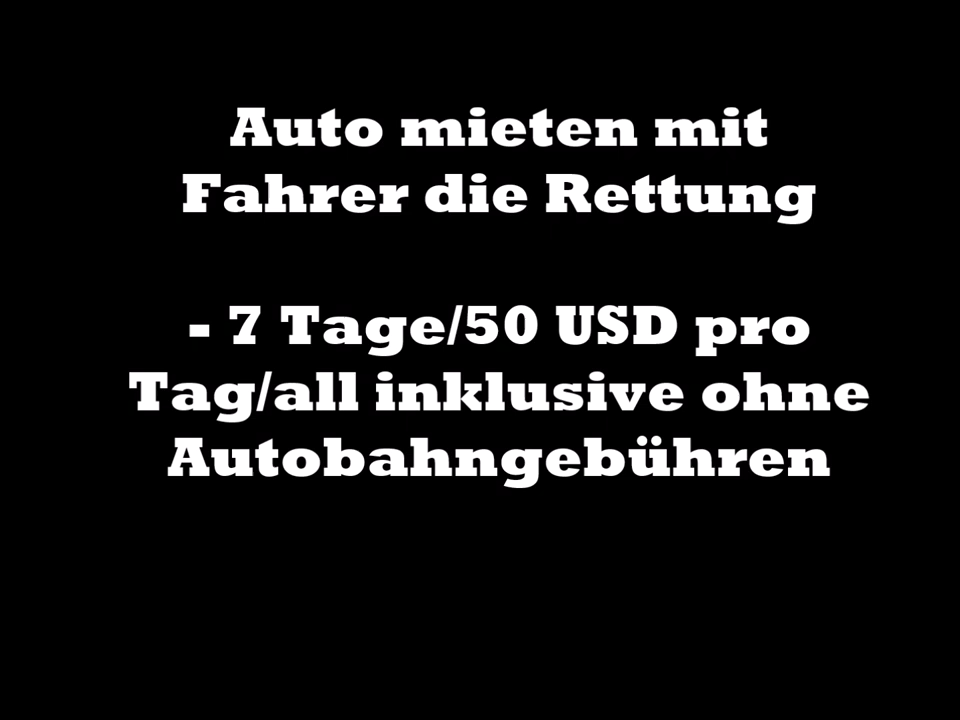 Auto mieten mit
Fahrer die Rettung
- 7 Tage/50 USD pro
Tag/all inklusive ohne
Autobahngebühren